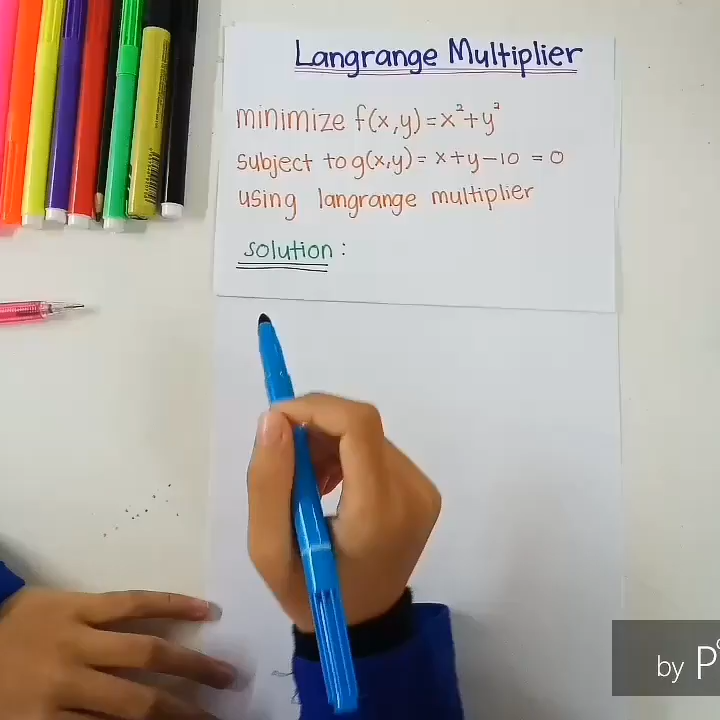 Langrange Multiplier
minimize f(x,y)=x²+y²
subject to g(x,y)= x+y-10 = 0
using langrange multiplier
solution :
by P